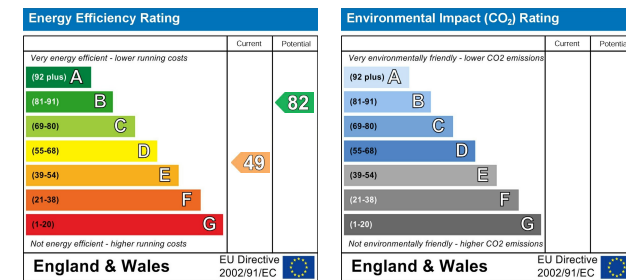 Energy Efficiency Rating
Current Potential
Very energy efficient - lower running costs
(92 plus) A
(81-91) B
82
(69-80) C
(55-68) D
49
(39-54) E
(21-38) F
(1-20) G
Not energy efficient - higher running costs
England & Wales
EU Directive
2002/91/EC
Environmental Impact (CO₂) Rating
Current Potential
Very environmentally friendly - lower CO2 emissions
(92 plus) A
(81-91) B
(69-80) C
(55-68) D
(39-54) E
(21-38) F
(1-20) G
Not environmentally friendly - higher CO2 emissions
England & Wales
EU Directive
2002/91/EC